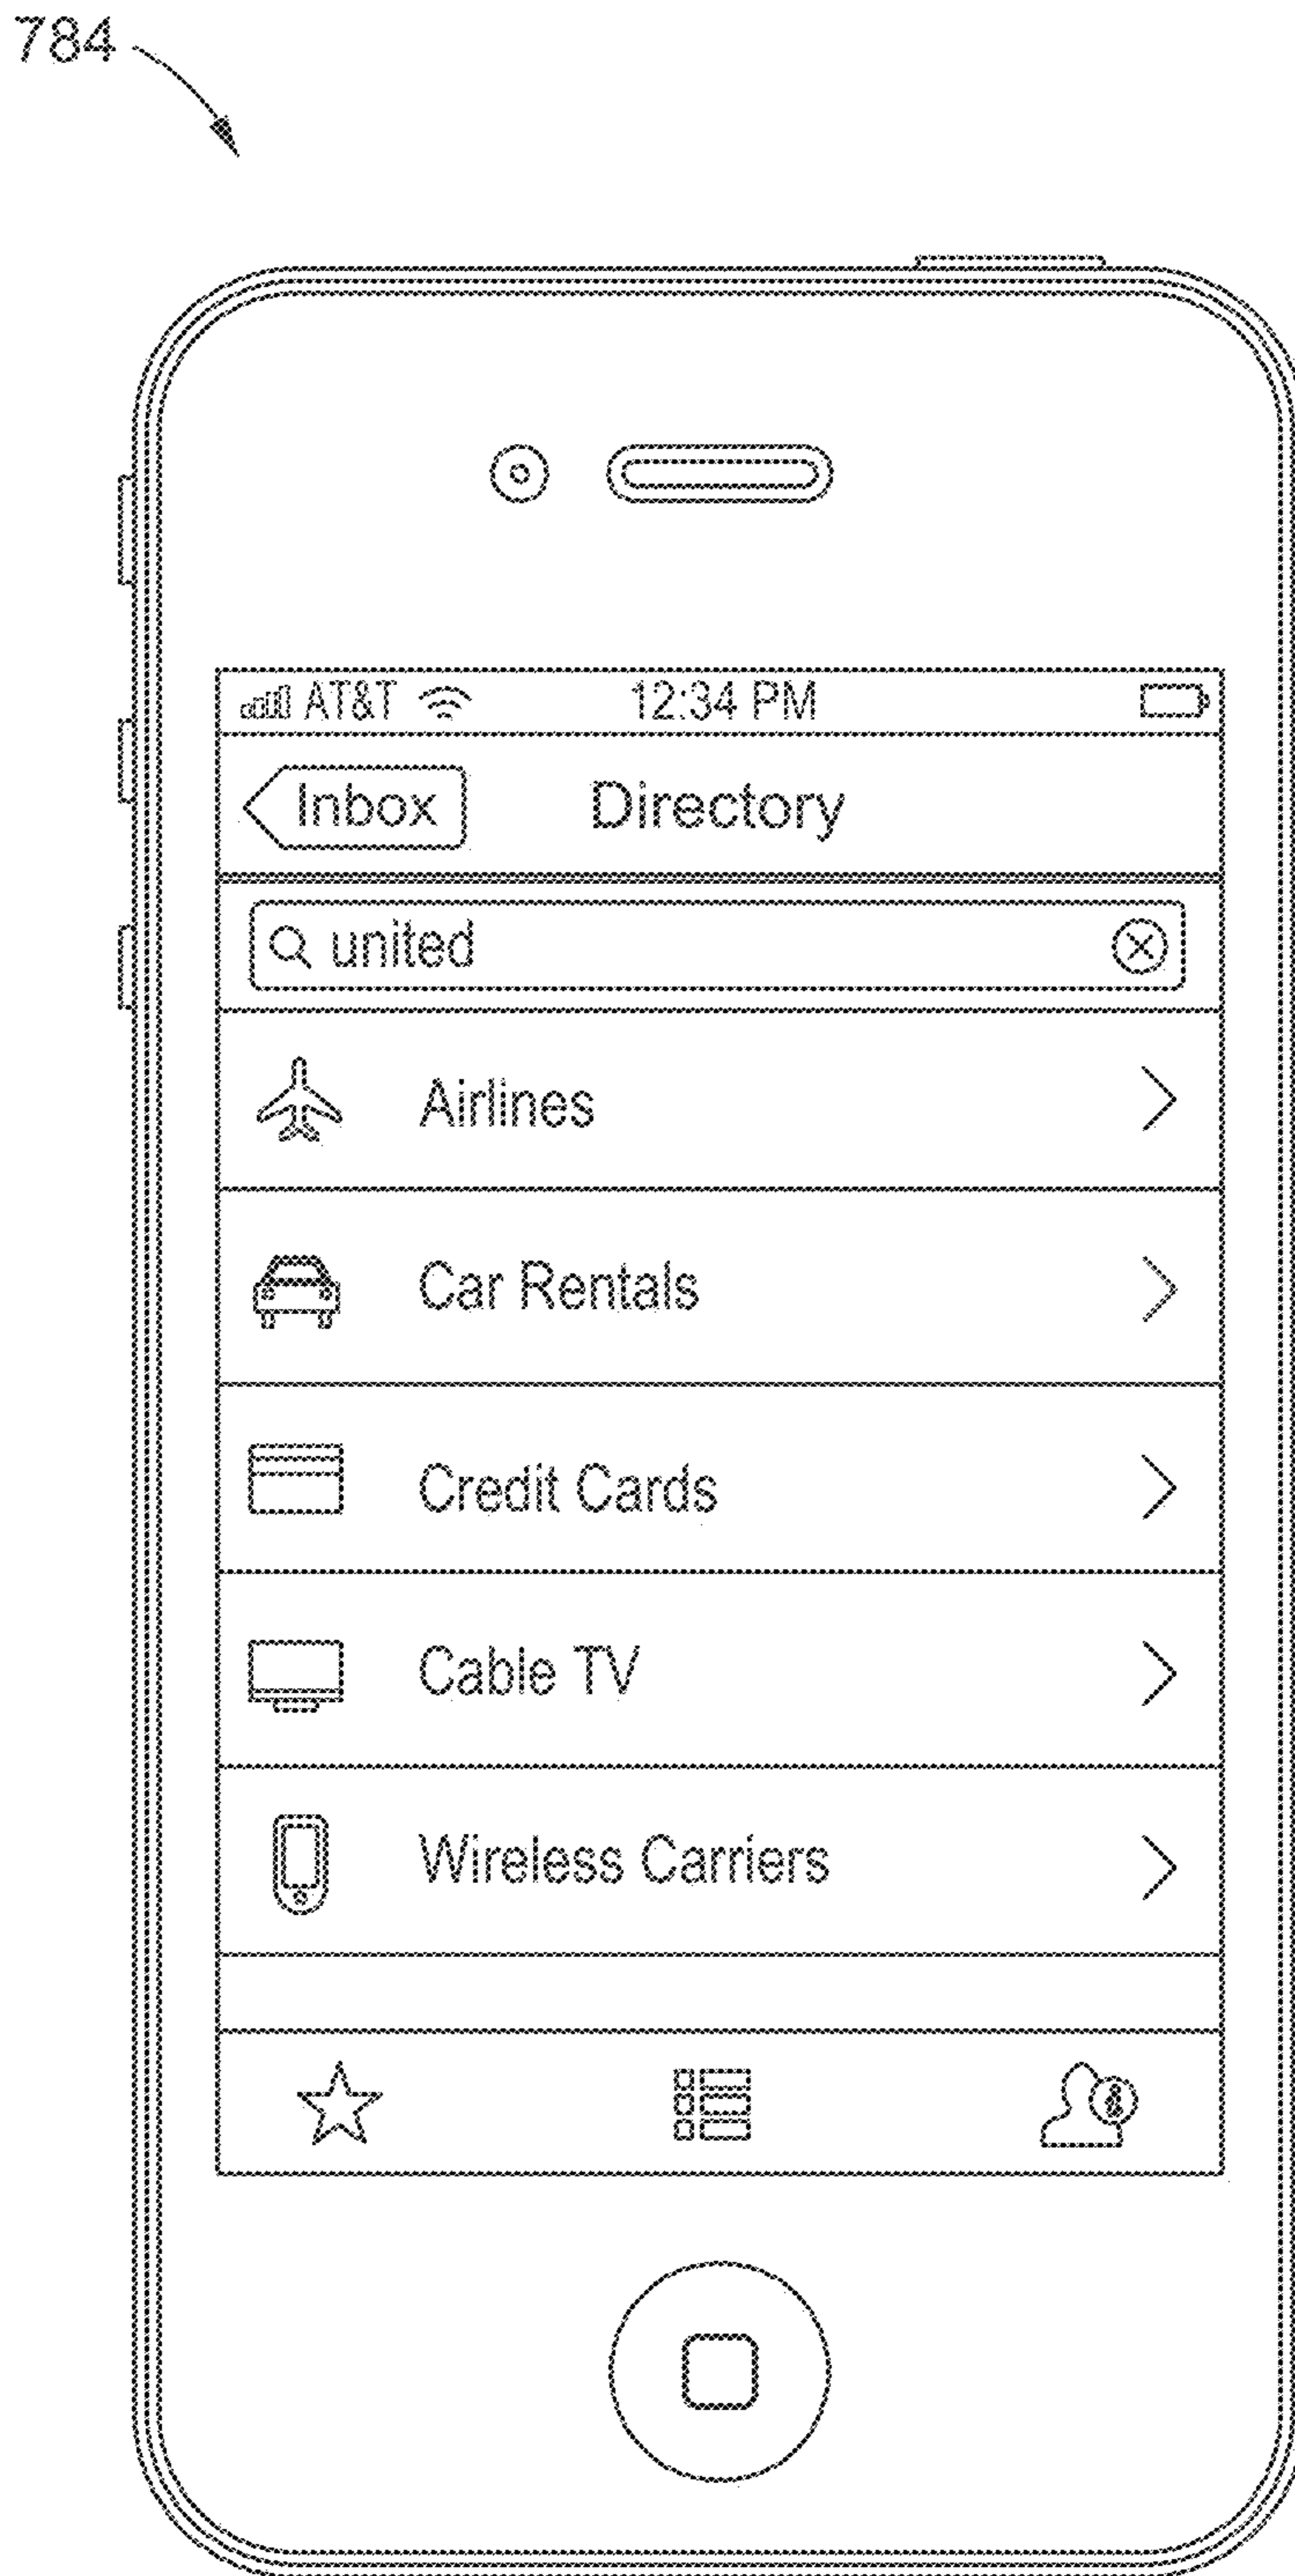 784
AT&T 12:34 PM
Inbox Directory
united
Airlines
Car Rentals
Credit Cards
Cable TV
Wireless Carriers